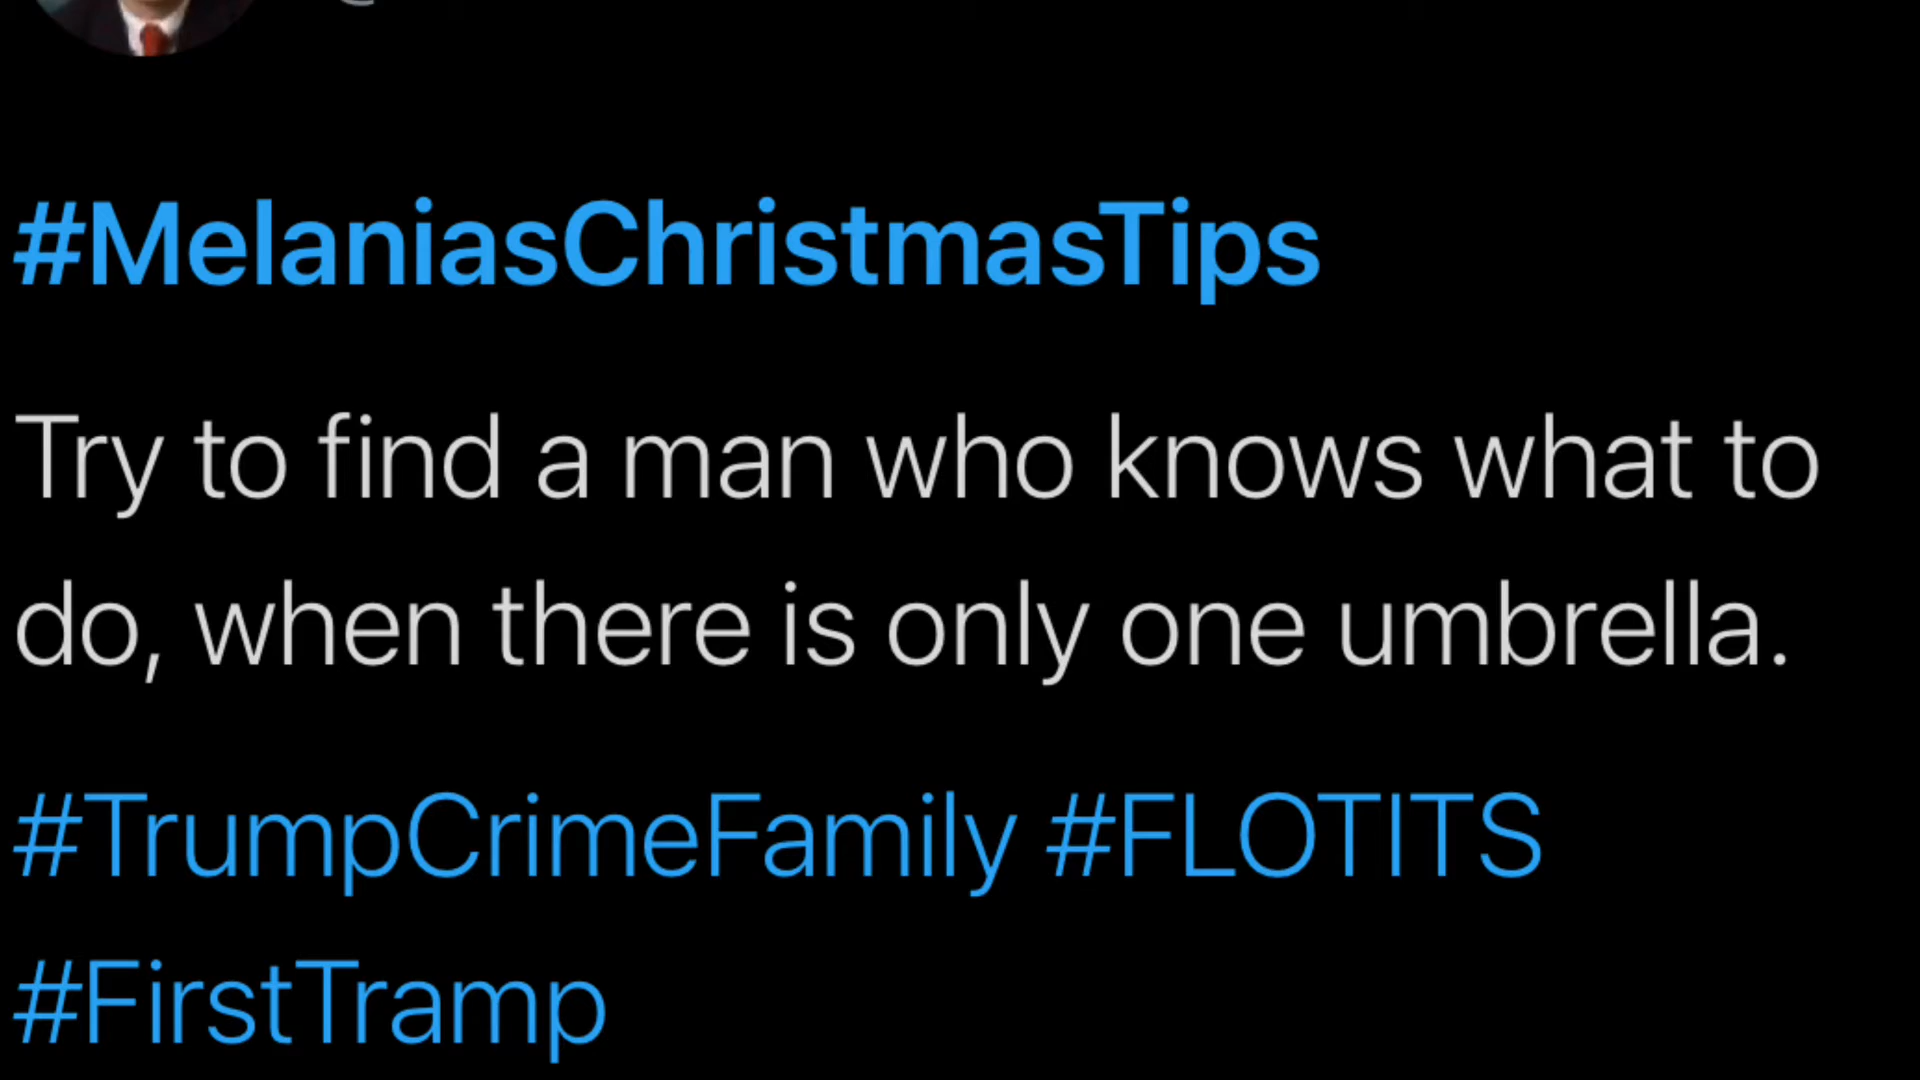 #MelaniasChristmasTips
Try to find a man who knows what to
do, when there is only one umbrella.
#TrumpCrimeFamily #FLOTITS
#FirstTramp